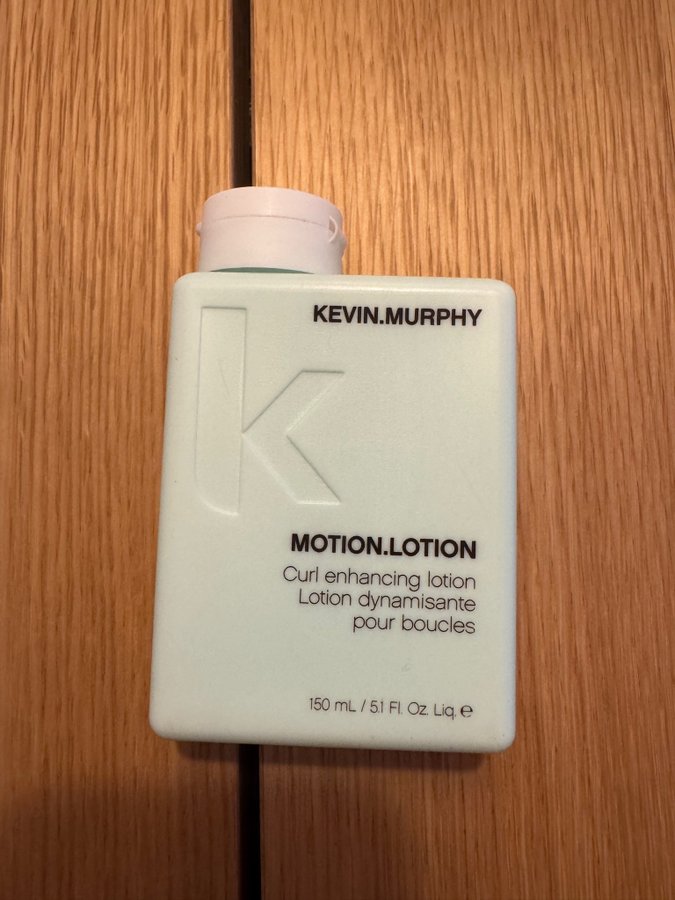 KEVIN.MURPHY
MOTION.LOTION
Curl enhancing lotion
Lotion dynamisante
pour boucles
150 mL / 5.1 Fl. Oz. Liq. ℮